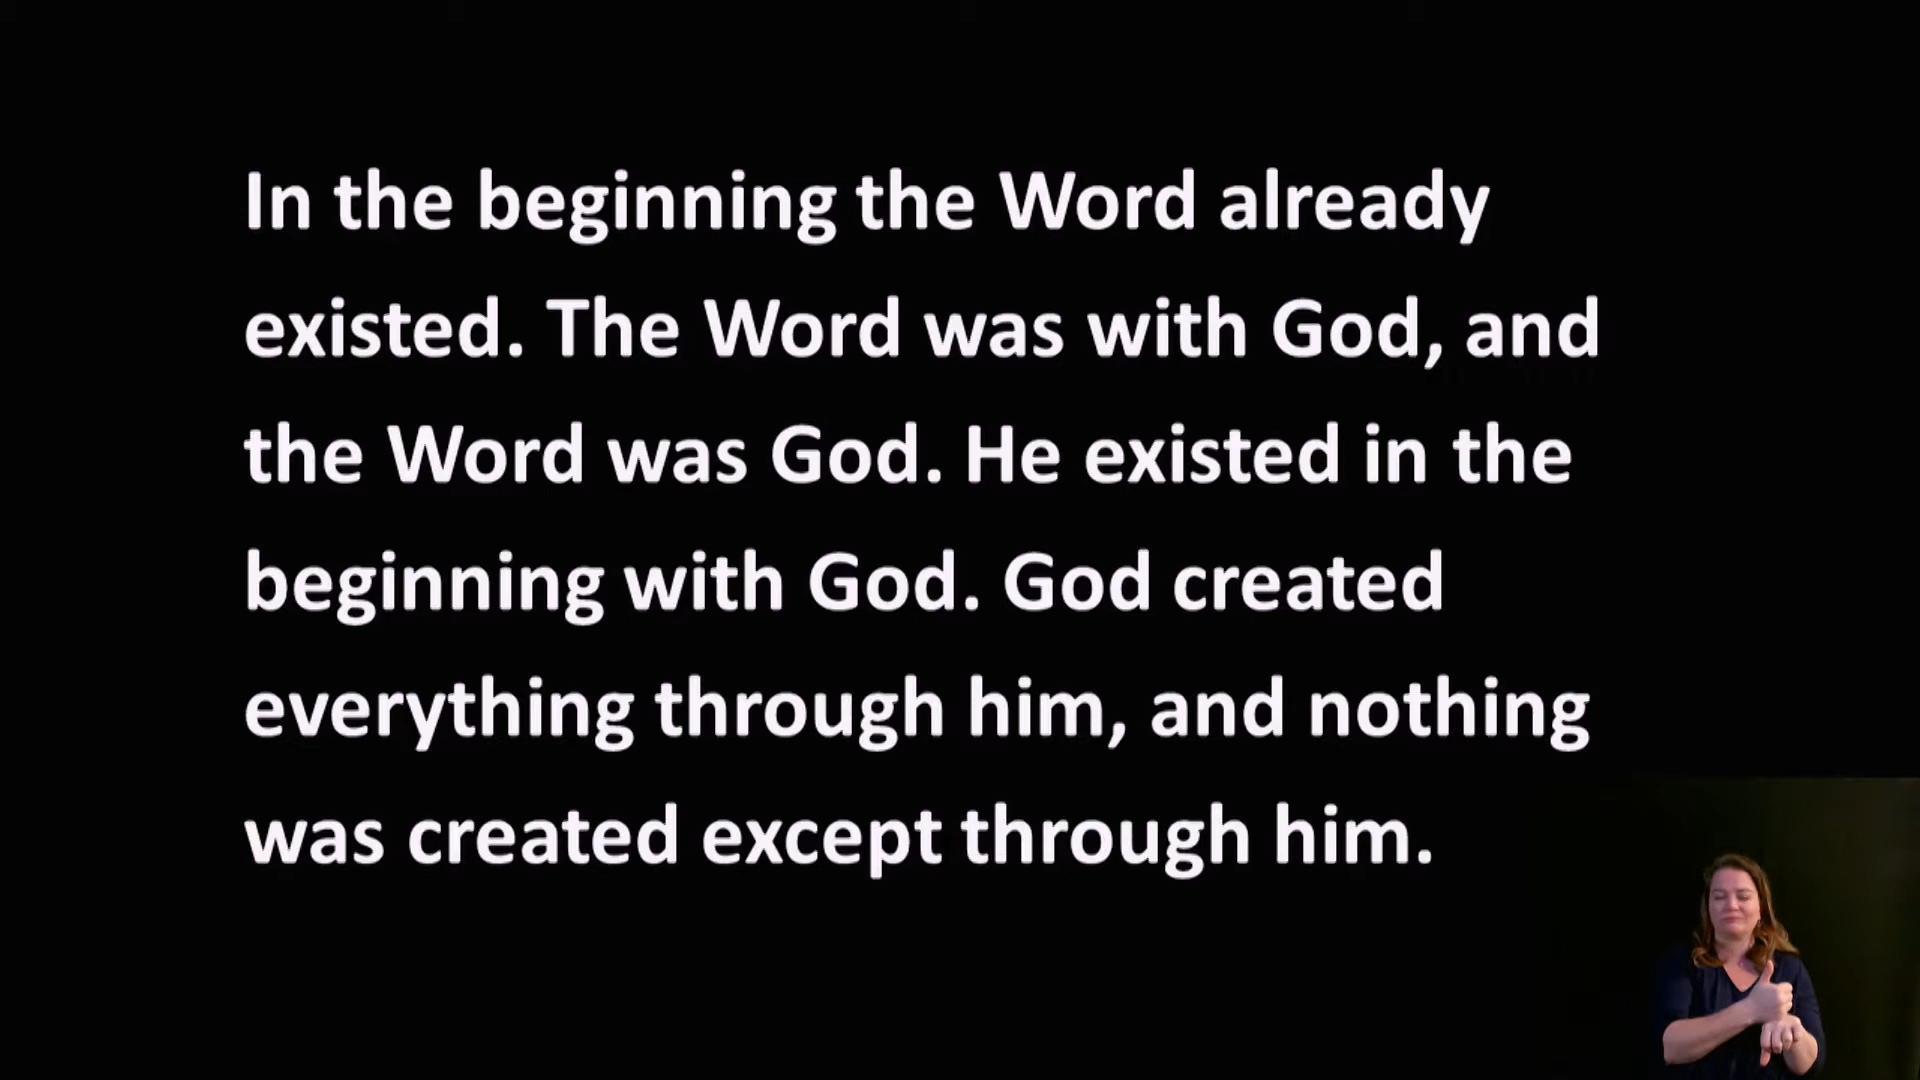 In the beginning the Word already
existed. The Word was with God, and
the Word was God. He existed in the
beginning with God. God created
everything through him, and nothing
was created except through him.